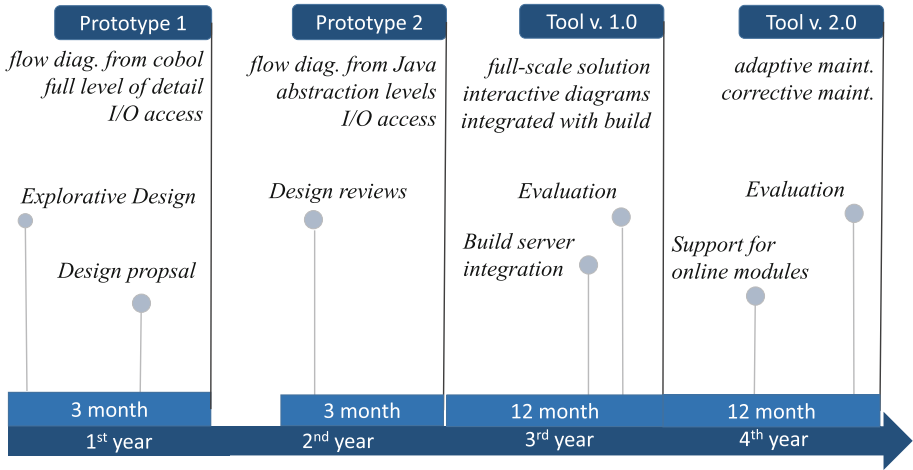 Prototype 1
flow diag. from cobol
full level of detail
I/O access
Explorative Design
Design propsal
Prototype 2
flow diag. from Java
abstraction levels
I/O access
Design reviews
Tool v. 1.0
full-scale solution
interactive diagrams
integrated with build
Evaluation
Build server
integration
Tool v. 2.0
adaptive maint.
corrective maint.
Evaluation
Support for
online modules
3 month
3 month
12 month
12 month
1st year
2nd year
3rd year
4th year